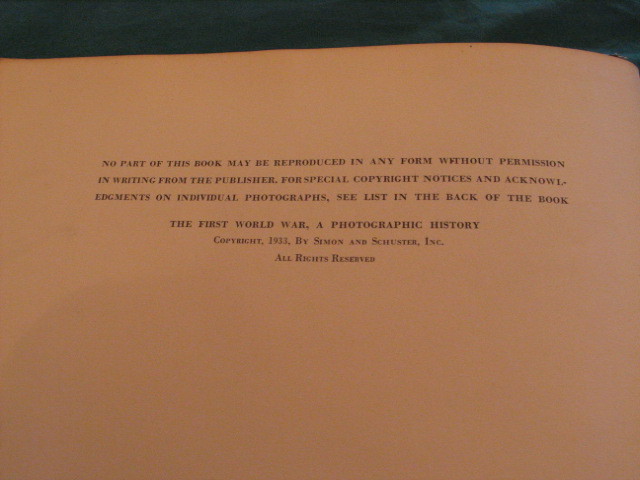 NO PART OF THIS BOOK MAY BE REPRODUCED IN ANY FORM WITHOUT PERMISSION
IN WRITING FROM THE PUBLISHER. FOR SPECIAL COPYRIGHT NOTICES AND ACKNOWL-
EDGMENTS ON INDIVIDUAL PHOTOGRAPHS, SEE LIST IN THE BACK OF THE BOOK
THE FIRST WORLD WAR, A PHOTOGRAPHIC HISTORY
COPYRIGHT, 1933, BY SIMON AND SCHUSTER, INC.
ALL RIGHTS RESERVED